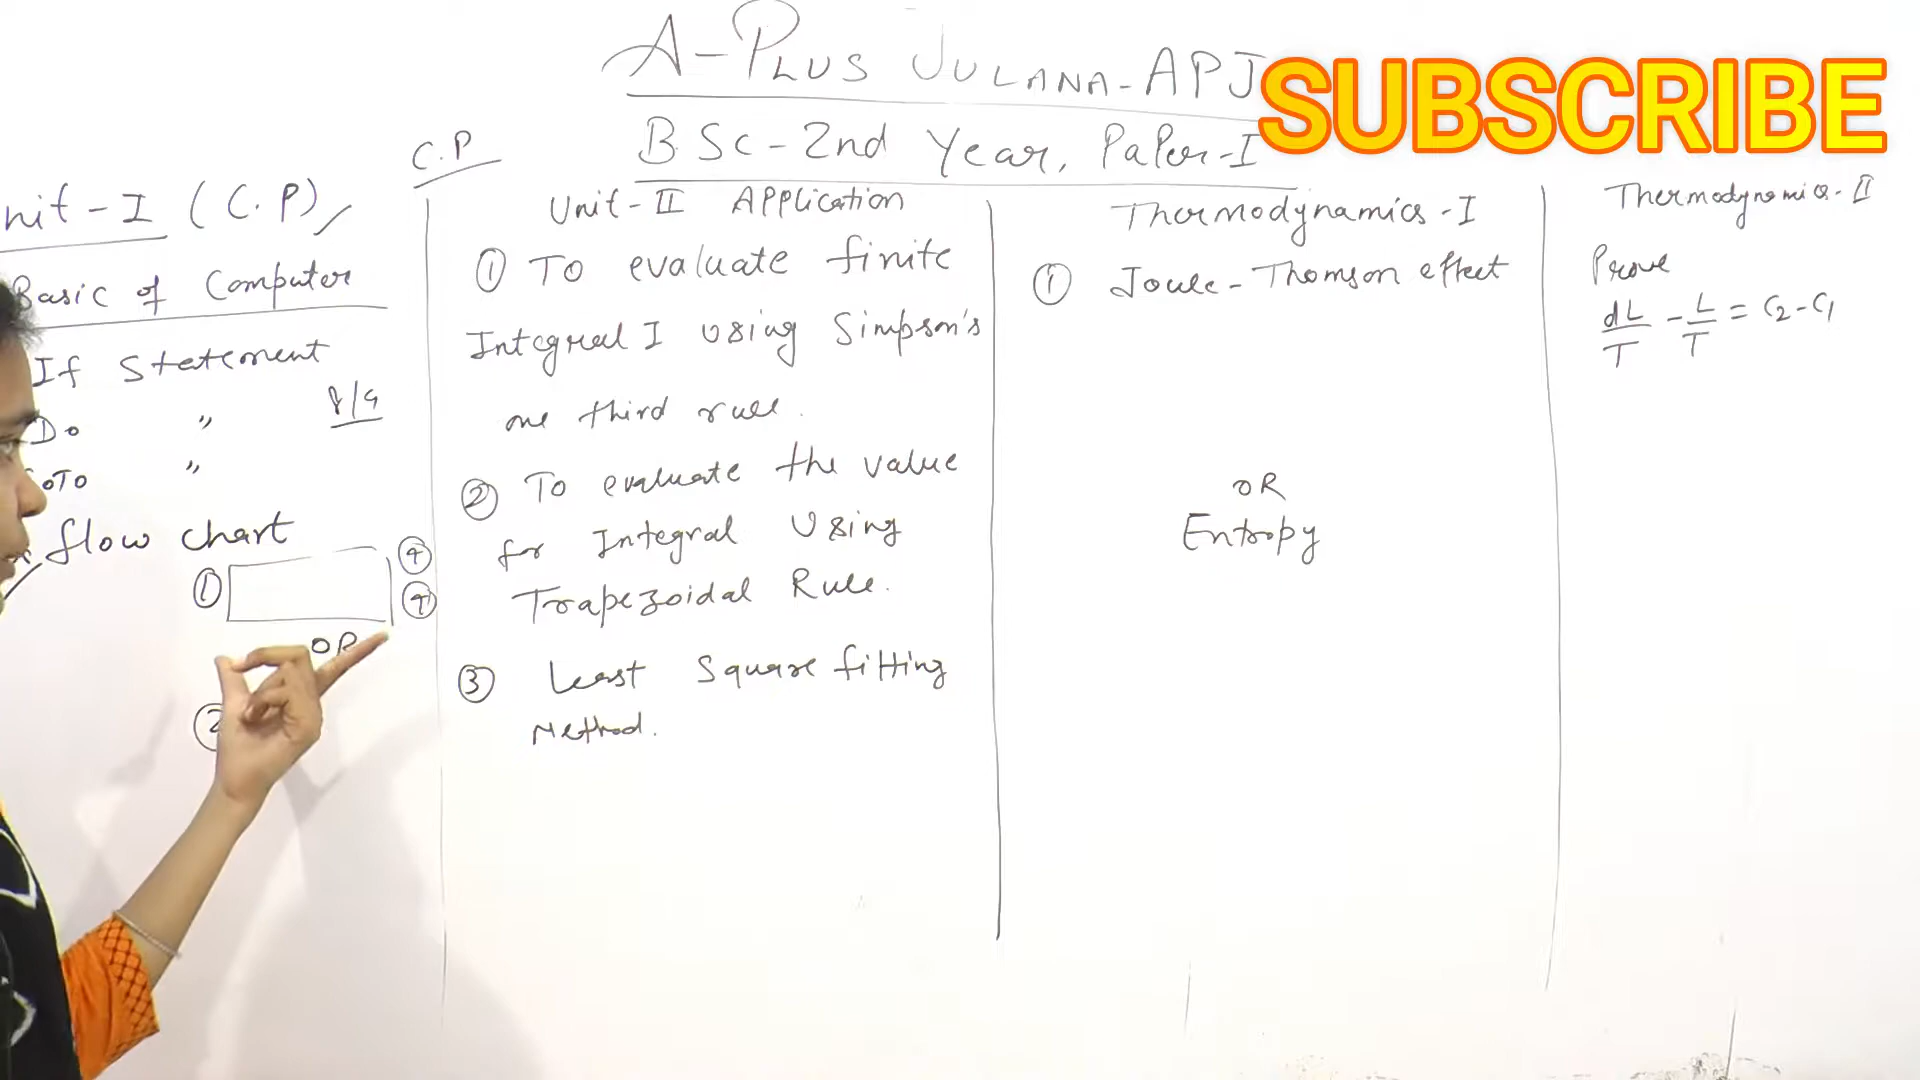 A-PLUS JULANA-APJ
SUBSCRIBE
BSc-2nd Year, PaPer-I
C.P
nit-I (C.P)
Basic of Computer
If Statement
Do "
OTO "
flow chart
① ④
④
OR
②
Unit-II Application
① To evaluate finite
Integral I using Simpson's
one third rule.
② To evaluate the value
for Integral Using
Trapezoidal Rule.
③ Least Square fitting
Method.
Thermodynamics-I
① Joule-Thomson effect
OR
Entropy
Thermodynamics-II
Prove
dL/T - L/T = C2-C1